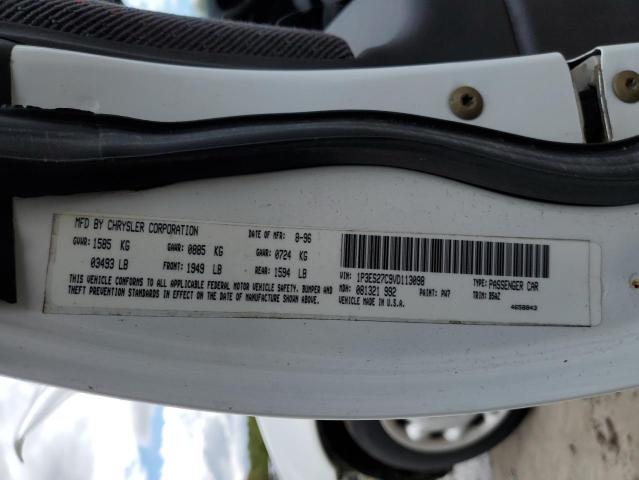 MFD BY CHRYSLER CORPORATION DATE OF MFR: 8-96
GVWR: 1585 KG GAWR: 0885 KG GAWR: 0724 KG
03493 LB FRONT: 1949 LB REAR: 1594 LB
THIS VEHICLE CONFORMS TO ALL APPLICABLE FEDERAL MOTOR VEHICLE SAFETY, BUMPER AND
THEFT PREVENTION STANDARDS IN EFFECT ON THE DATE OF MANUFACTURE SHOWN ABOVE.
VIN: 1P3ES27C9VD113098 TYPE: PASSENGER CAR
MDH: 081321 992 PAINT: PW7 TRIM: B5AZ
VEHICLE MADE IN U.S.A. 4658843